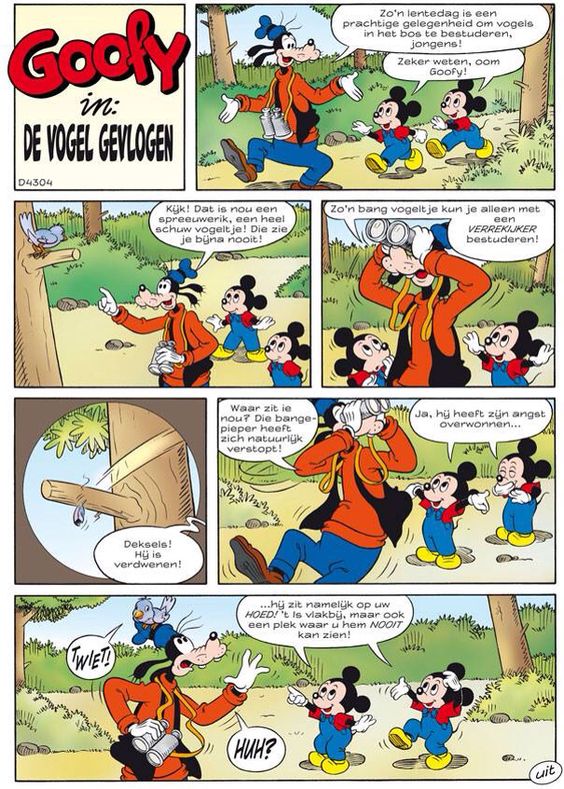 Goofy
in:
DE VOGEL GEVLOGEN
D4304
Zo'n lentedag is een
prachtige gelegenheid om vogels
in het bos te bestuderen,
jongens!
Zeker weten, oom
Goofy!
Kijk! Dat is nou een
spreeuwerik, een heel
schuw vogeltje! Die zie
je bijna nooit!
Zo'n bang vogeltje kun je alleen met
een
VERREKIJKER
bestuderen!
Deksels!
Hij is
verdwenen!
Waar zit ie
nou? Die bange-
pieper heeft
zich natuurlijk
verstopt!
Ja, hij heeft zijn angst
overwonnen...
TWIET!
...hij zit namelijk op uw
HOED! 't Is vlakbij, maar ook
een plek waar u hem NOOIT
kan zien!
HUH?
uit